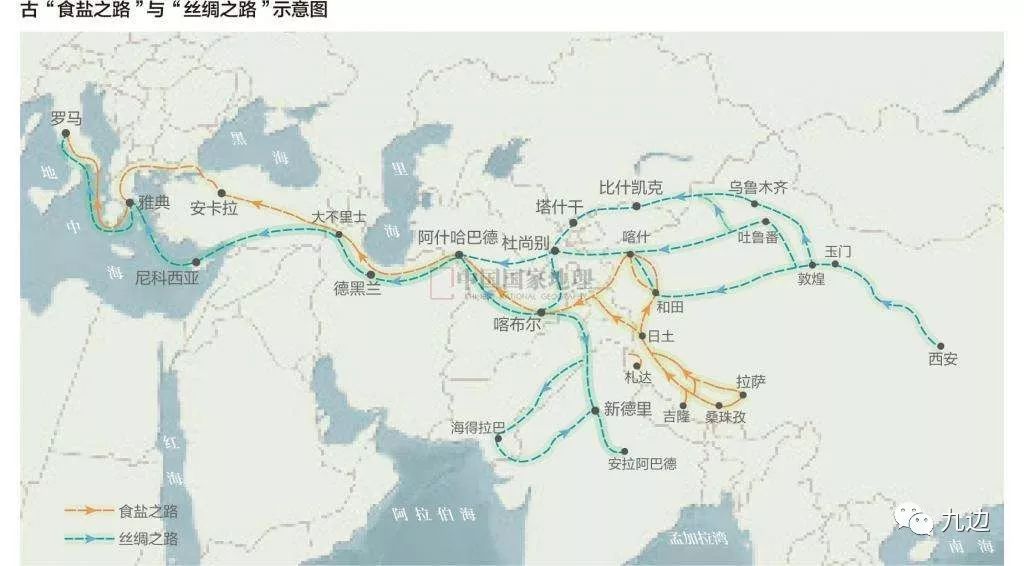 古“食盐之路”与“丝绸之路”示意图
罗马
黑海
地中海
里海
雅典
安卡拉
大不里士
阿什哈巴德
杜尚别
塔什干
比什凯克
乌鲁木齐
喀什
吐鲁番
玉门
敦煌
尼科西亚
德黑兰
中国国家地理
CHINESE NATIONAL GEOGRAPHY
和田
喀布尔
日土
西安
札达
拉萨
新德里
吉隆
桑珠孜
海得拉巴
安拉阿巴德
红海
食盐之路
丝绸之路
阿拉伯海
孟加拉湾
南海
九边